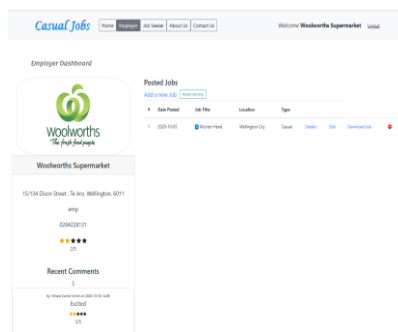 Casual Jobs
Home Employer Job Seeker About Us Contact Us
Welcome Woolworths Supermarket Logout
Employer Dashboard
Posted Jobs
Add a new Job
# Date Posted Job Title Location Type
1 2020-10-05 Kitchen Hand Wellington City Casual Details Edit Download List
Woolworths
The fresh food people
Woolworths Supermarket
15/134 Dixon Street , Te Aro, Wellington, 6011
emp
0284228131
2/5
Recent Comments
5
Excited
2/5